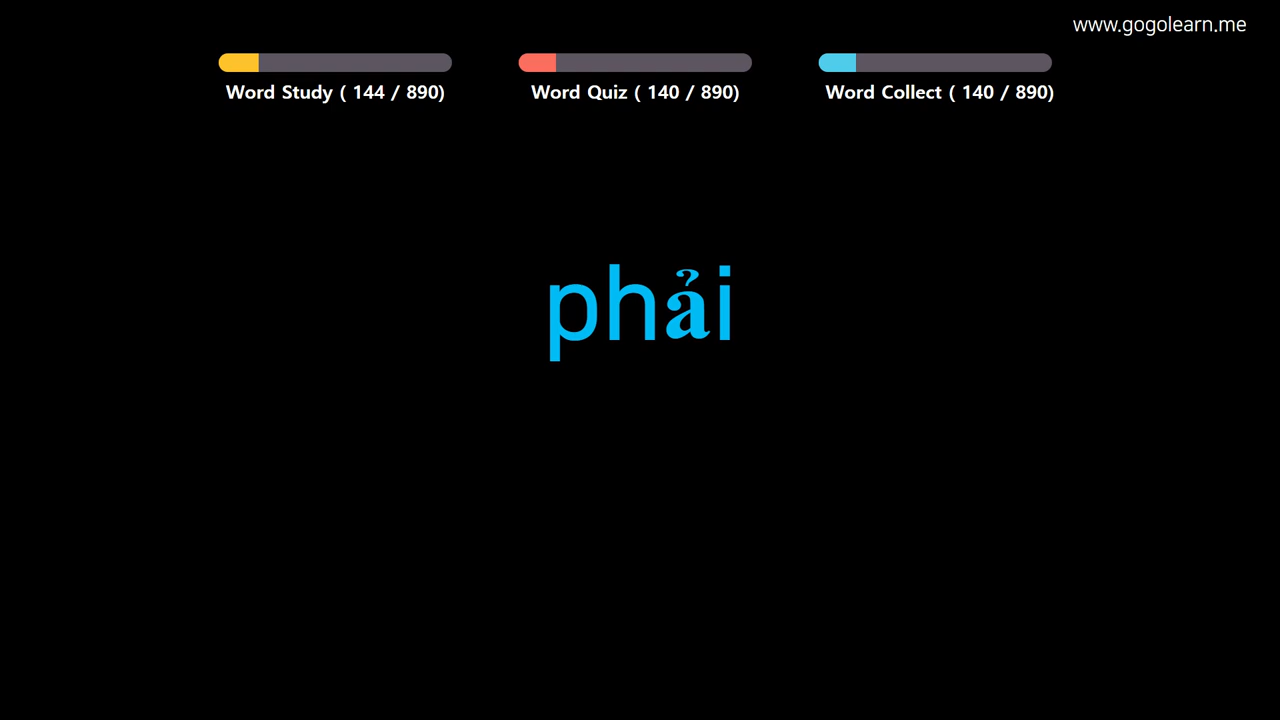 www.gogolearn.me
Word Study ( 144 / 890)
Word Quiz ( 140 / 890)
Word Collect ( 140 / 890)
phải